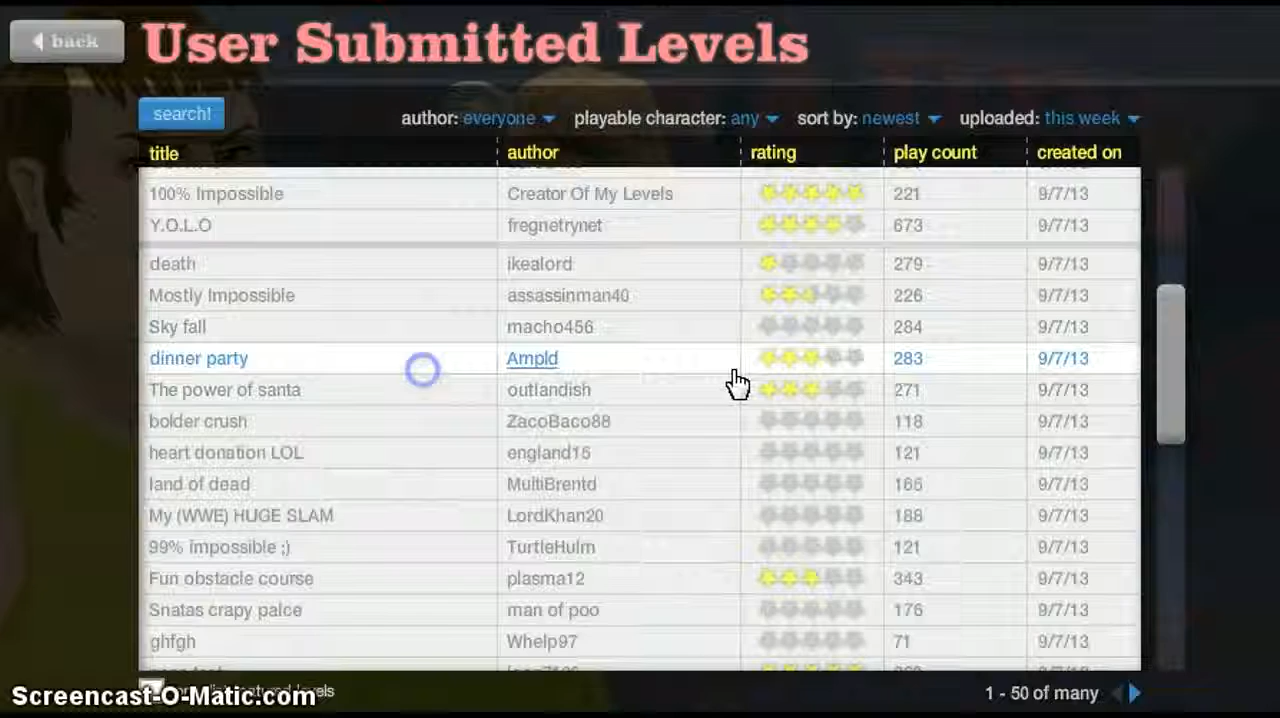 back
User Submitted Levels
search!
author: everyone playable character: any sort by: newest uploaded: this week
title author rating play count created on
100% Impossible Creator Of My Levels 221 9/7/13
Y.O.L.O fregnetrynet 673 9/7/13
death ikealord 279 9/7/13
Mostly Impossible assassinman40 226 9/7/13
Sky fall macho456 284 9/7/13
dinner party Ampld 283 9/7/13
The power of santa outlandish 271 9/7/13
bolder crush ZacoBaco88 118 9/7/13
heart donation LOL england16 121 9/7/13
land of dead MultiBrentd 166 9/7/13
My (WWE) HUGE SLAM LordKhan20 188 9/7/13
99% impossible ;) TurtleHulm 121 9/7/13
Fun obstacle course plasma12 343 9/7/13
Snatas crapy palce man of poo 176 9/7/13
ghfgh Whelp97 71 9/7/13
levels
1 - 50 of many
Screencast-O-Matic.com